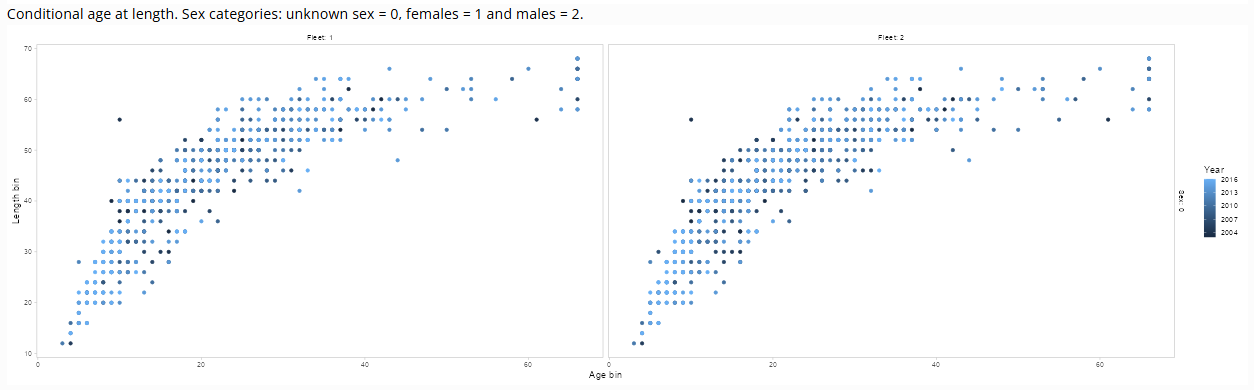 Conditional age at length. Sex categories: unknown sex = 0, females = 1 and males = 2.
Fleet: 1
Fleet: 2
70
60
50
40
30
20
10
Length bin
0
20
40
60
0
20
40
60
Age bin
Sex: 0
Year
2016
2013
2010
2007
2004